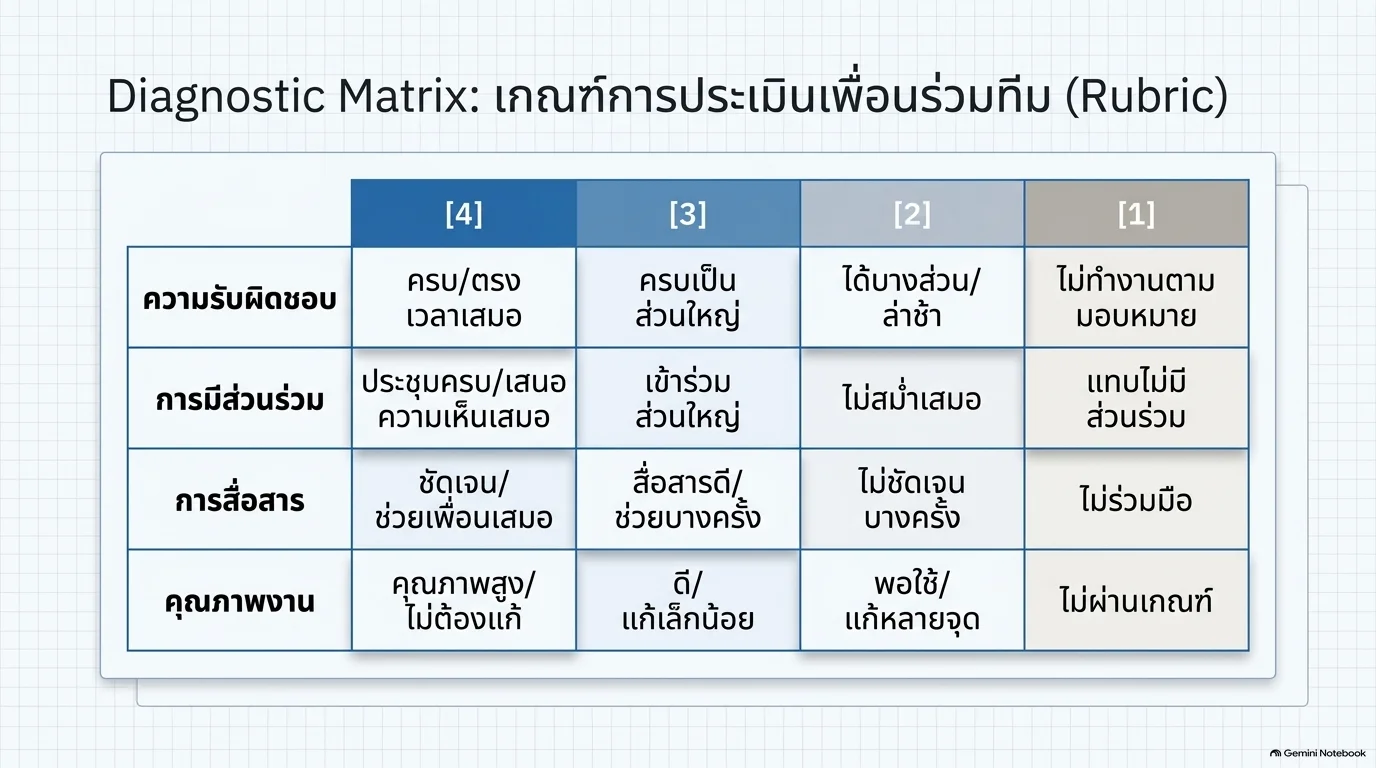 Diagnostic Matrix: เกณฑ์การประเมินเพื่อนร่วมทีม (Rubric)
[4] [3] [2] [1]
ความรับผิดชอบ
ครบ/ตรง
เวลาเสมอ
ครบเป็น
ส่วนใหญ่
ได้บางส่วน/
ล่าช้า
ไม่ทำงานตาม
มอบหมาย
การมีส่วนร่วม
ประชุมครบ/เสนอ
ความเห็นเสมอ
เข้าร่วม
ส่วนใหญ่
ไม่สม่ำเสมอ
แทบไม่มี
ส่วนร่วม
การสื่อสาร
ชัดเจน/
ช่วยเพื่อนเสมอ
สื่อสารดี/
ช่วยบางครั้ง
ไม่ชัดเจน
บางครั้ง
ไม่ร่วมมือ
คุณภาพงาน
คุณภาพสูง/
ไม่ต้องแก้
ดี/
แก้เล็กน้อย
พอใช้/
แก้หลายจุด
ไม่ผ่านเกณฑ์
Gemini Notebook